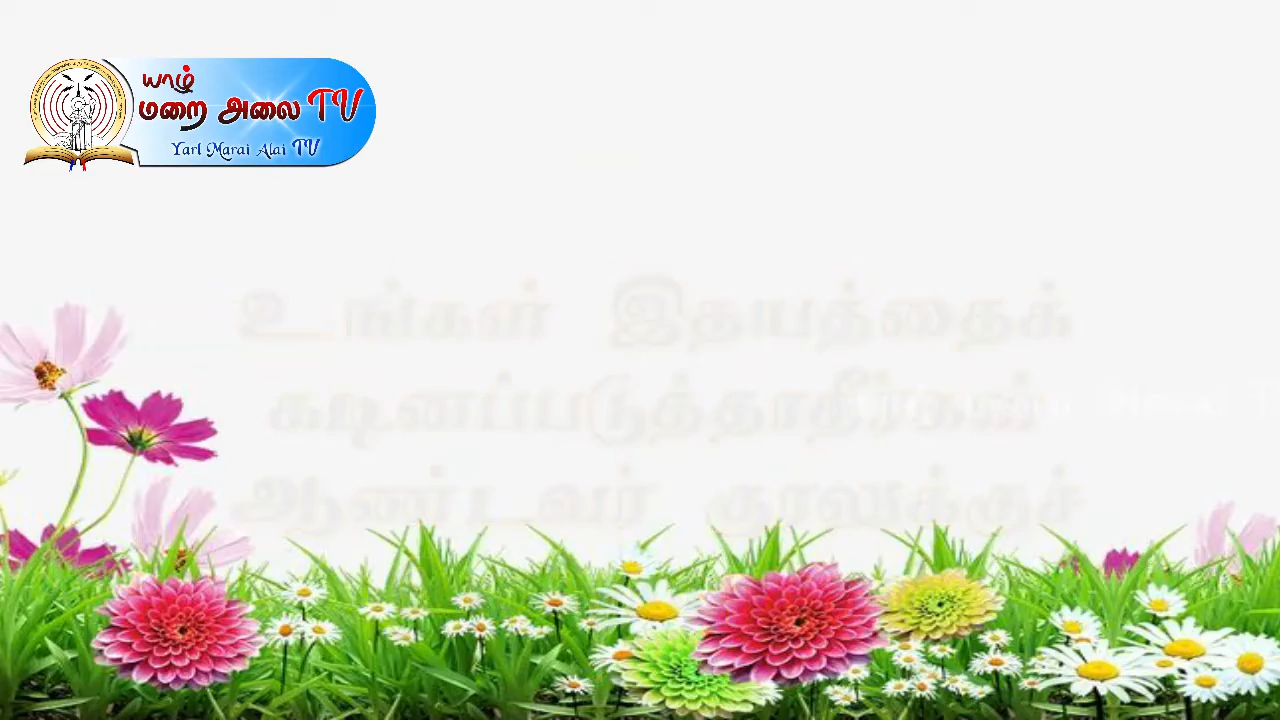 யாழ்
மறை அலை TV
Yarl Marai Alai TV
உங்கள் இதயத்தைக்
கடினப்படுத்தாதீர்கள்
ஆண்டவர் குரலுக்குச்